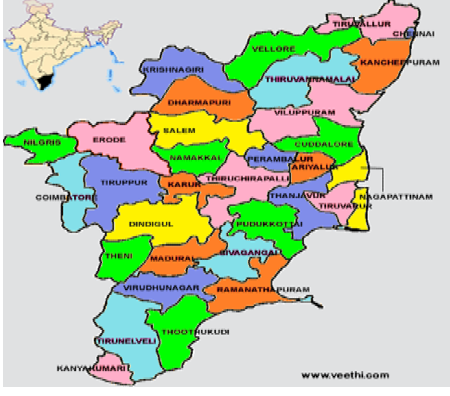 TIRUVALLUR
CHENNAI
VELLORE
KANCHEEPURAM
KRISHNAGIRI
THIRUVANNAMALAI
DHARMAPURI
VILUPPURAM
SALEM
ERODE
NILGRIS
CUDDALORE
NAMAKKAL
PERAMBALUR
ARIYALUR
THIRUCHIRAPALLI
TIRUPPUR
KARUR
COIMBATORE
THANJAVUR
NAGAPATTINAM
TIRUVARUR
DINDIGUL
PUDUKKOTTAI
THENI
MADURAI
SIVAGANGAI
VIRUDHUNAGAR
RAMANATHAPURAM
THOOTHUKUDI
TIRUNELVELI
KANYAKUMARI
www.veethi.com